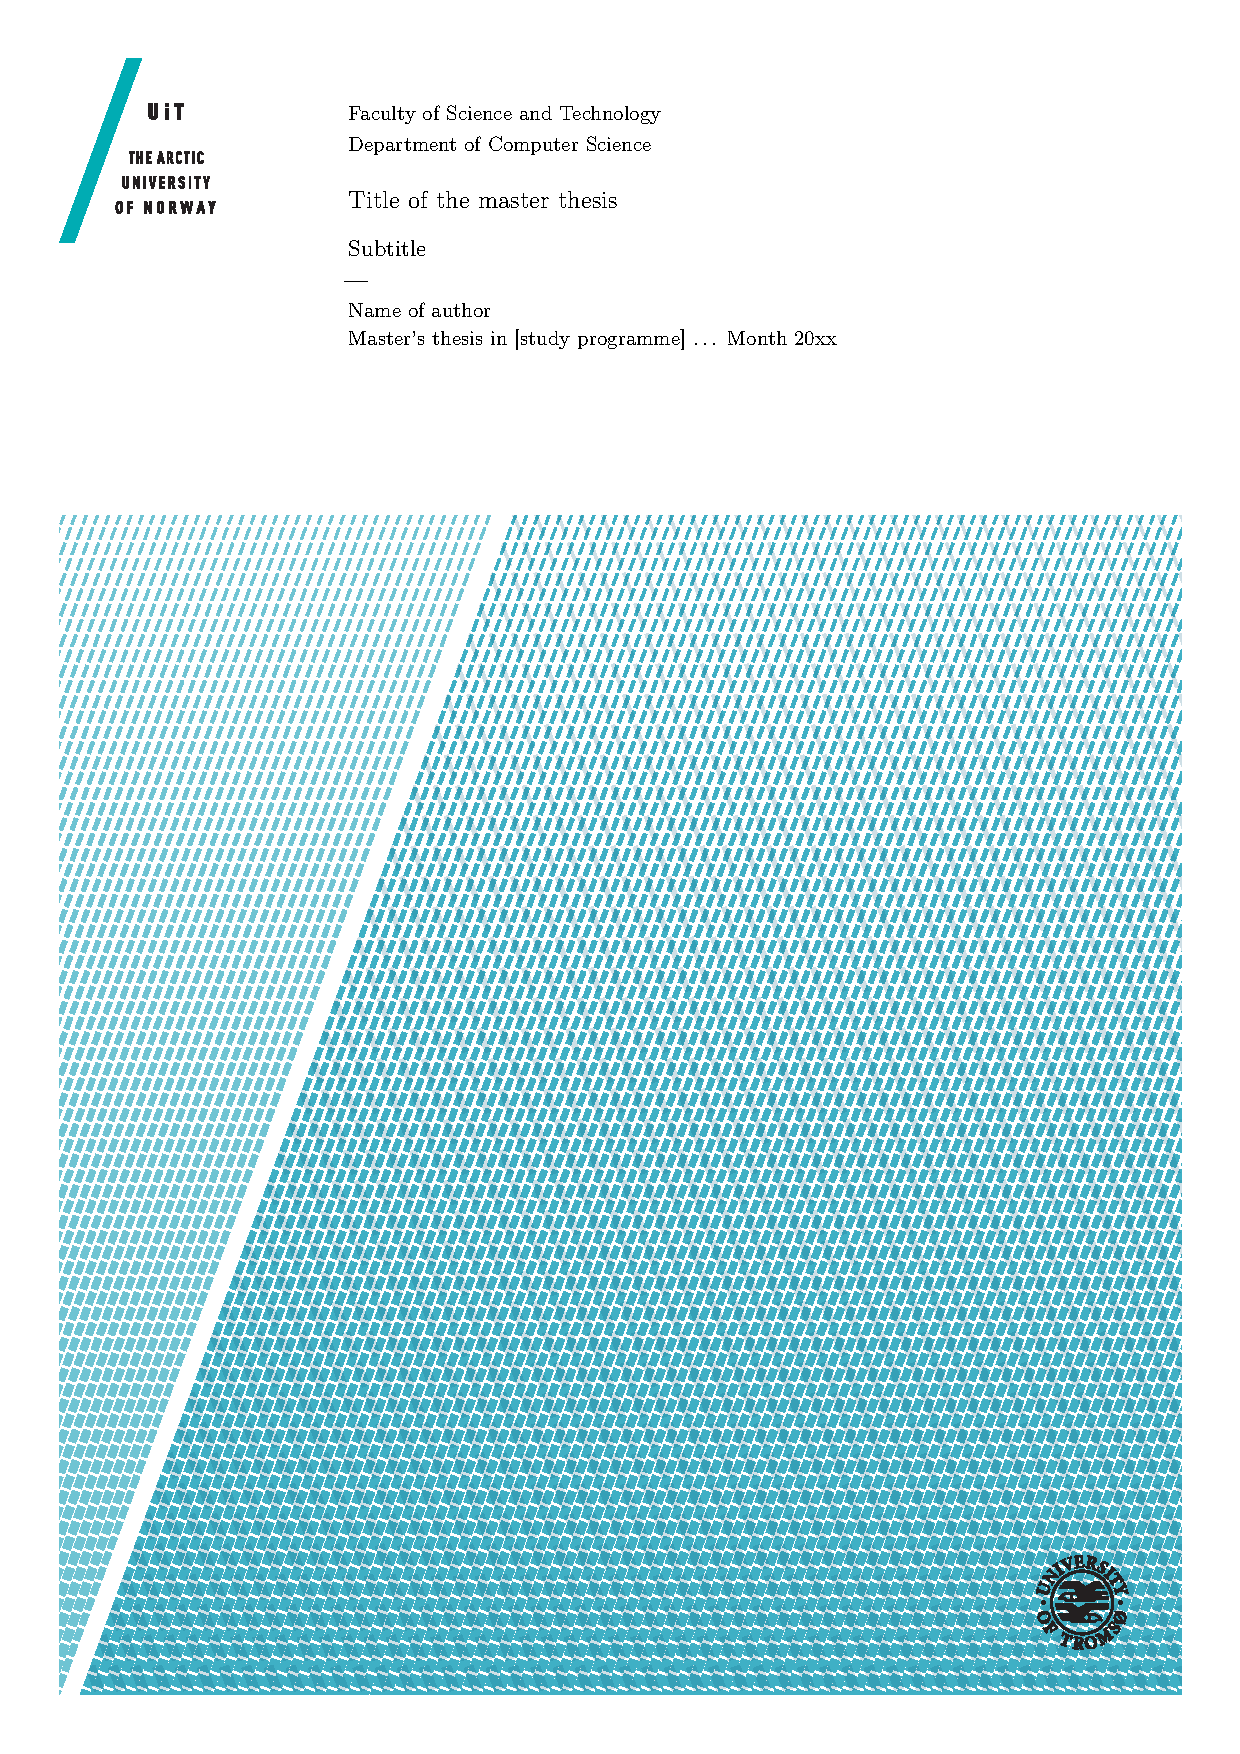 UiT
THE ARCTIC
UNIVERSITY
OF NORWAY
Faculty of Science and Technology
Department of Computer Science
Title of the master thesis
Subtitle
—
Name of author
Master's thesis in [study programme] ... Month 20xx
UNIVERSITY
· OF TROMSØ ·